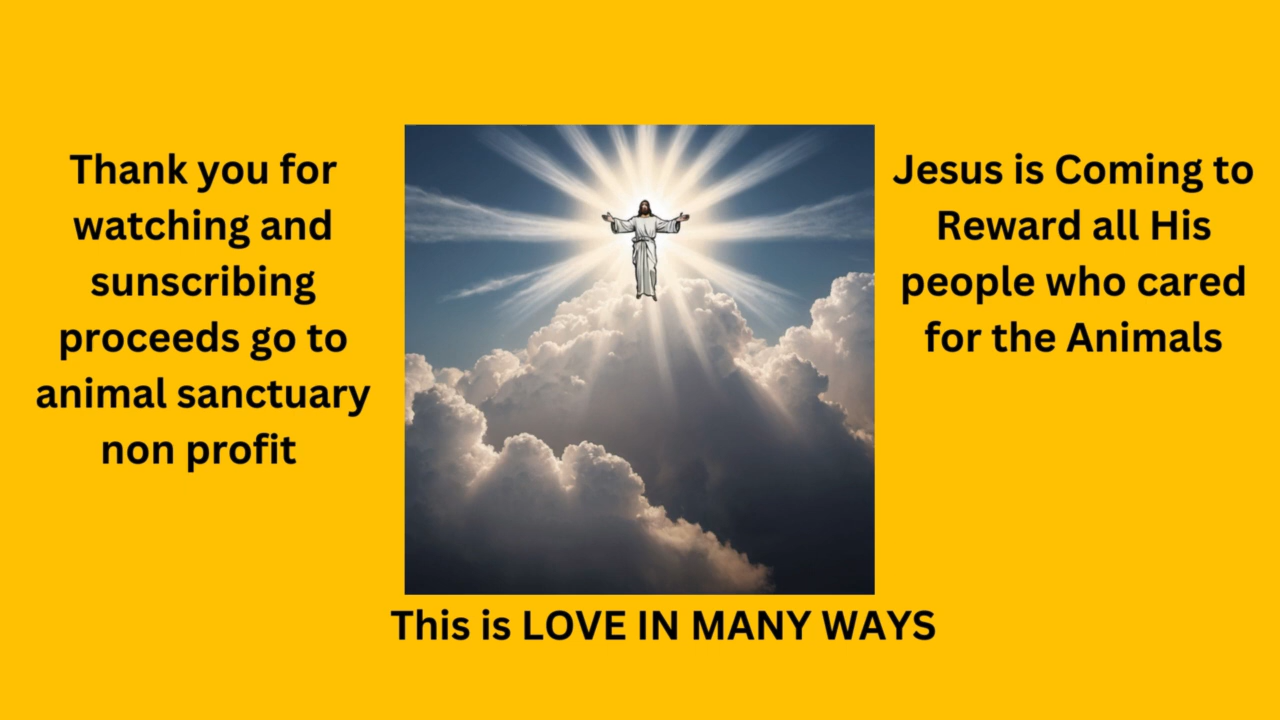 Thank you for
watching and
sunscribing
proceeds go to
animal sanctuary
non profit
Jesus is Coming to
Reward all His
people who cared
for the Animals
This is LOVE IN MANY WAYS